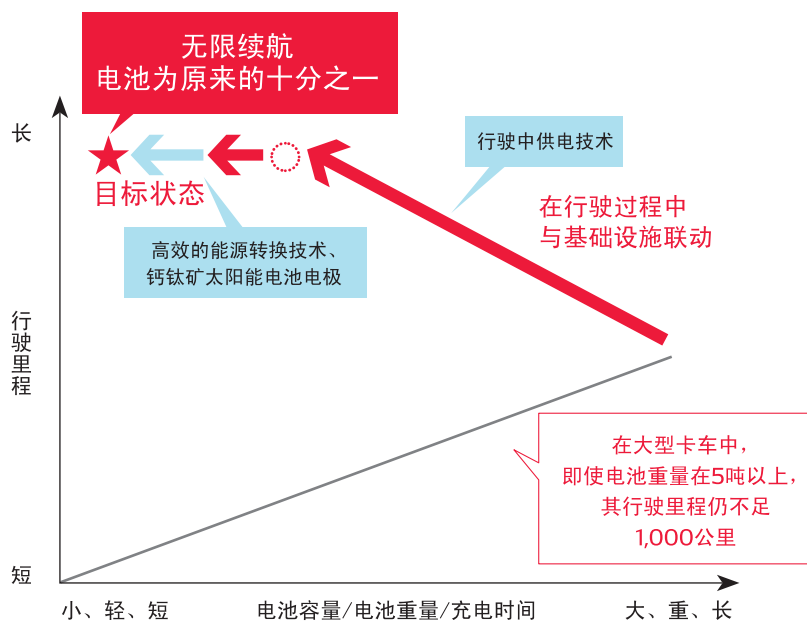 无限续航
电池为原来的十分之一
长
行驶中供电技术
目标状态
在行驶过程中
与基础设施联动
高效的能源转换技术、
钙钛矿太阳能电池电极
行驶里程
在大型卡车中，
即使电池重量在5吨以上，
其行驶里程仍不足
1,000公里
短
小、轻、短
电池容量/电池重量/充电时间
大、重、长